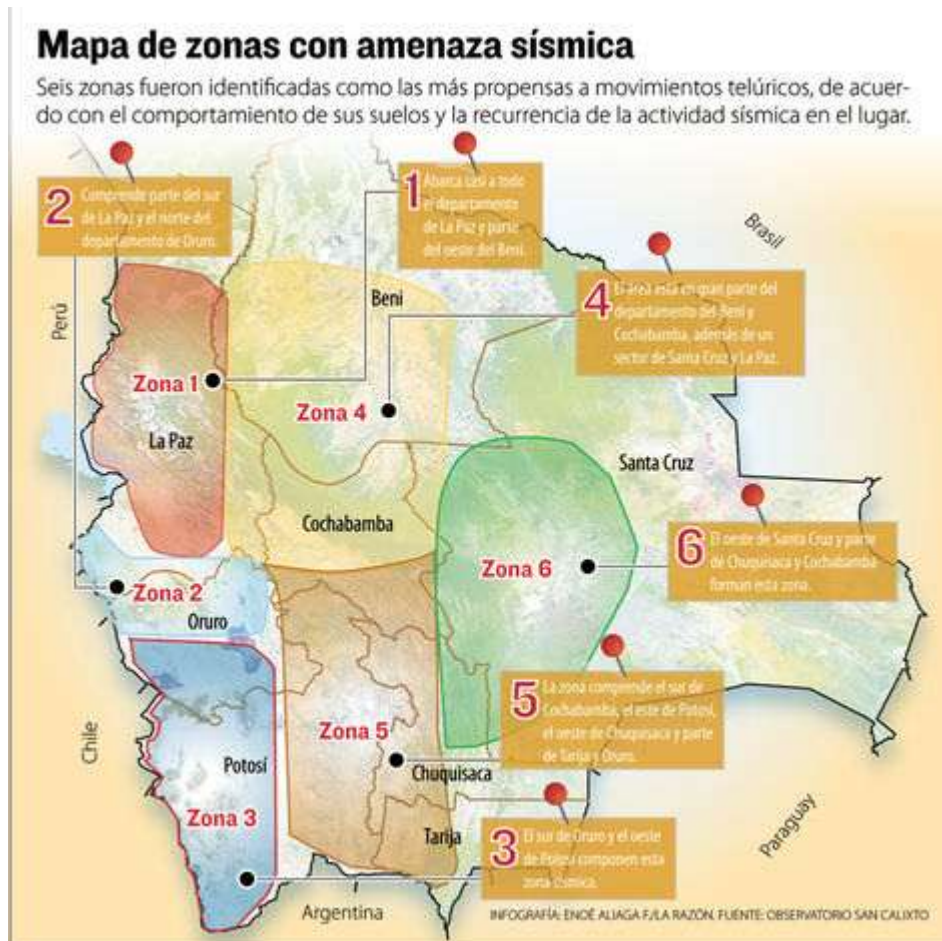 Mapa de zonas con amenaza sísmica
Seis zonas fueron identificadas como las más propensas a movimientos telúricos, de acuer-
do con el comportamiento de sus suelos y la recurrencia de la actividad sísmica en el lugar.
2
Comprende parte del sur
de La Paz y el norte del
departamento de Oruro.
1
Abarca casi a todo
el departamento
de La Paz y parte
del oeste del Beni.
Brasil
4
El área está en gran parte del
departamento del Beni y
Cochabamba, además de un
sector de Santa Cruz y La Paz.
Perú
Beni
Zona 1
Zona 4
La Paz
Santa Cruz
Cochabamba
6
El oeste de Santa Cruz y parte
de Chuquisaca y Cochabamba
forman esta zona.
Zona 6
Zona 2
Oruro
5
La zona comprende el sur de
Cochabamba, el este de Potosí,
el oeste de Chuquisaca y parte
de Tarija y Oruro.
Chile
Zona 5
Potosí
Chuquisaca
Zona 3
Tarija
Paraguay
3
El sur de Oruro y el oeste
de Potosí componen esta
zona sísmica.
Argentina
INFOGRAFÍA: ENOÉ ALIAGA F./LA RAZÓN. FUENTE: OBSERVATORIO SAN CALIXTO